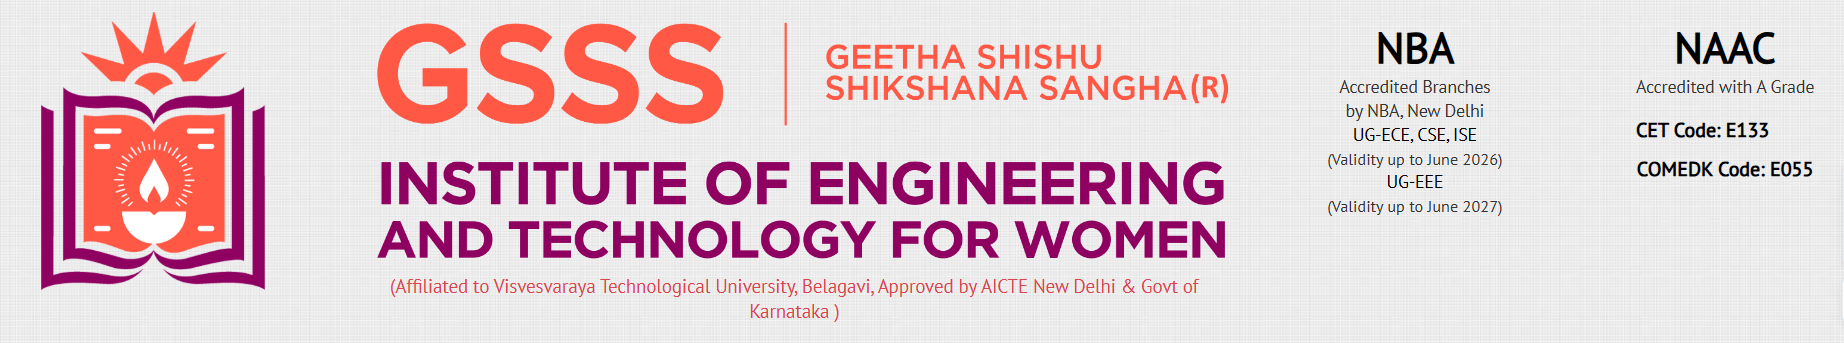 GSSS
GEETHA SHISHU
SHIKSHANA SANGHA(R)
INSTITUTE OF ENGINEERING
AND TECHNOLOGY FOR WOMEN
(Affiliated to Visvesvaraya Technological University, Belagavi, Approved by AICTE New Delhi & Govt of
Karnataka )
NBA
Accredited Branches
by NBA, New Delhi
UG-ECE, CSE, ISE
(Validity up to June 2026)
UG-EEE
(Validity up to June 2027)
NAAC
Accredited with A Grade
CET Code: E133
COMEDK Code: E055